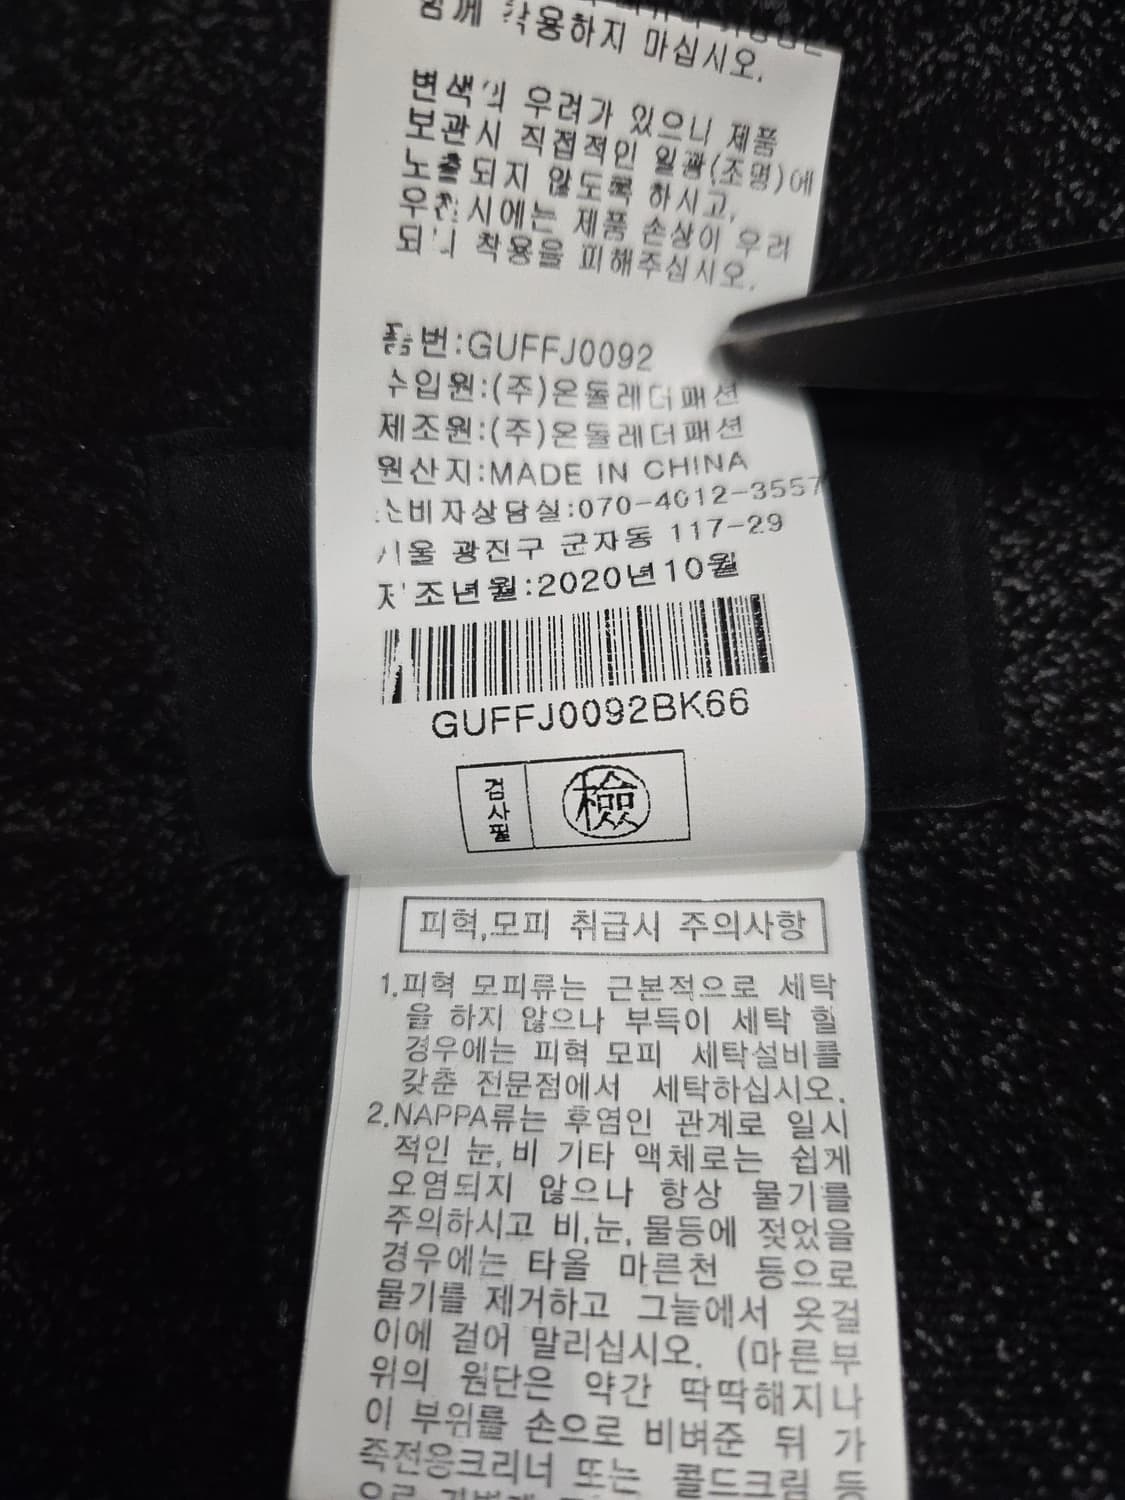 함께 착용하지 마십시오.
변색의 우려가 있으니 제품
보관시 직접적인 일광(조명)에
노출되지 않도록 하시고,
우천시에는 제품 손상이 우려
되니 착용을 피해주십시오.
품번:GUFFJ0092
수입원:(주)온돌레더패션
제조원:(주)온돌레더패션
원산지:MADE IN CHINA
소비자상담실:070-4012-3557
서울 광진구 군자동 117-29
제조년월:2020년10월
GUFFJ0092BK66
검사필 檢
피혁,모피 취급시 주의사항
1.피혁 모피류는 근본적으로 세탁
을 하지 않으나 부득이 세탁 할
경우에는 피혁 모피 세탁설비를
갖춘 전문점에서 세탁하십시오.
2.NAPPA류는 후염인 관계로 일시
적인 눈,비 기타 액체로는 쉽게
오염되지 않으나 항상 물기를
주의하시고 비,눈,물등에 젖었을
경우에는 타올 마른천 등으로
물기를 제거하고 그늘에서 옷걸
이에 걸어 말리십시오. (마른부
위의 원단은 약간 딱딱해지나
이 부위를 손으로 비벼준 뒤 가
죽전용크리너 또는 콜드크림 등
으로